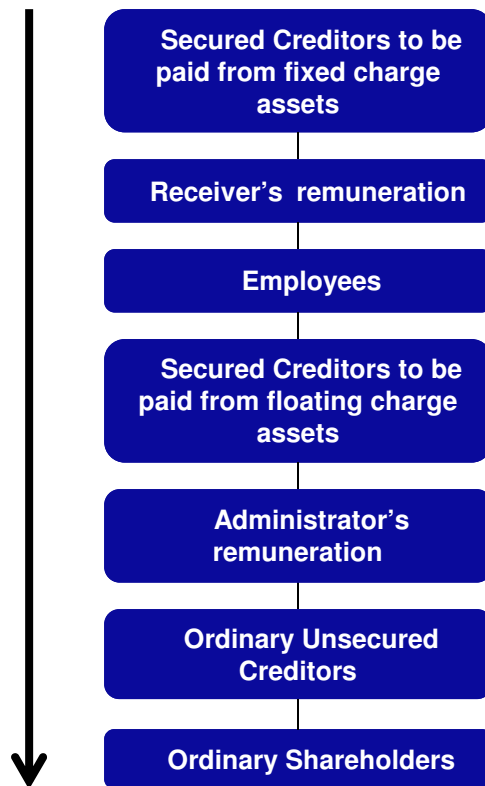 Secured Creditors to be
paid from fixed charge
assets
Receiver’s remuneration
Employees
Secured Creditors to be
paid from floating charge
assets
Administrator’s
remuneration
Ordinary Unsecured
Creditors
Ordinary Shareholders